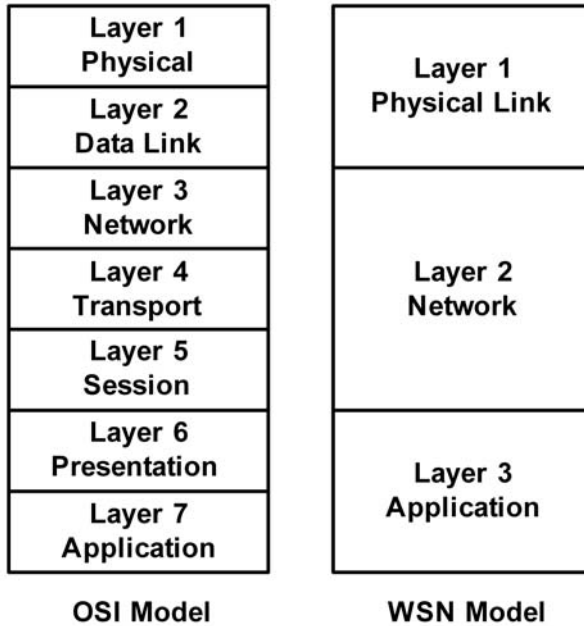 Layer 1
Physical
Layer 2
Data Link
Layer 3
Network
Layer 4
Transport
Layer 5
Session
Layer 6
Presentation
Layer 7
Application
OSI Model
Layer 1
Physical Link
Layer 2
Network
Layer 3
Application
WSN Model